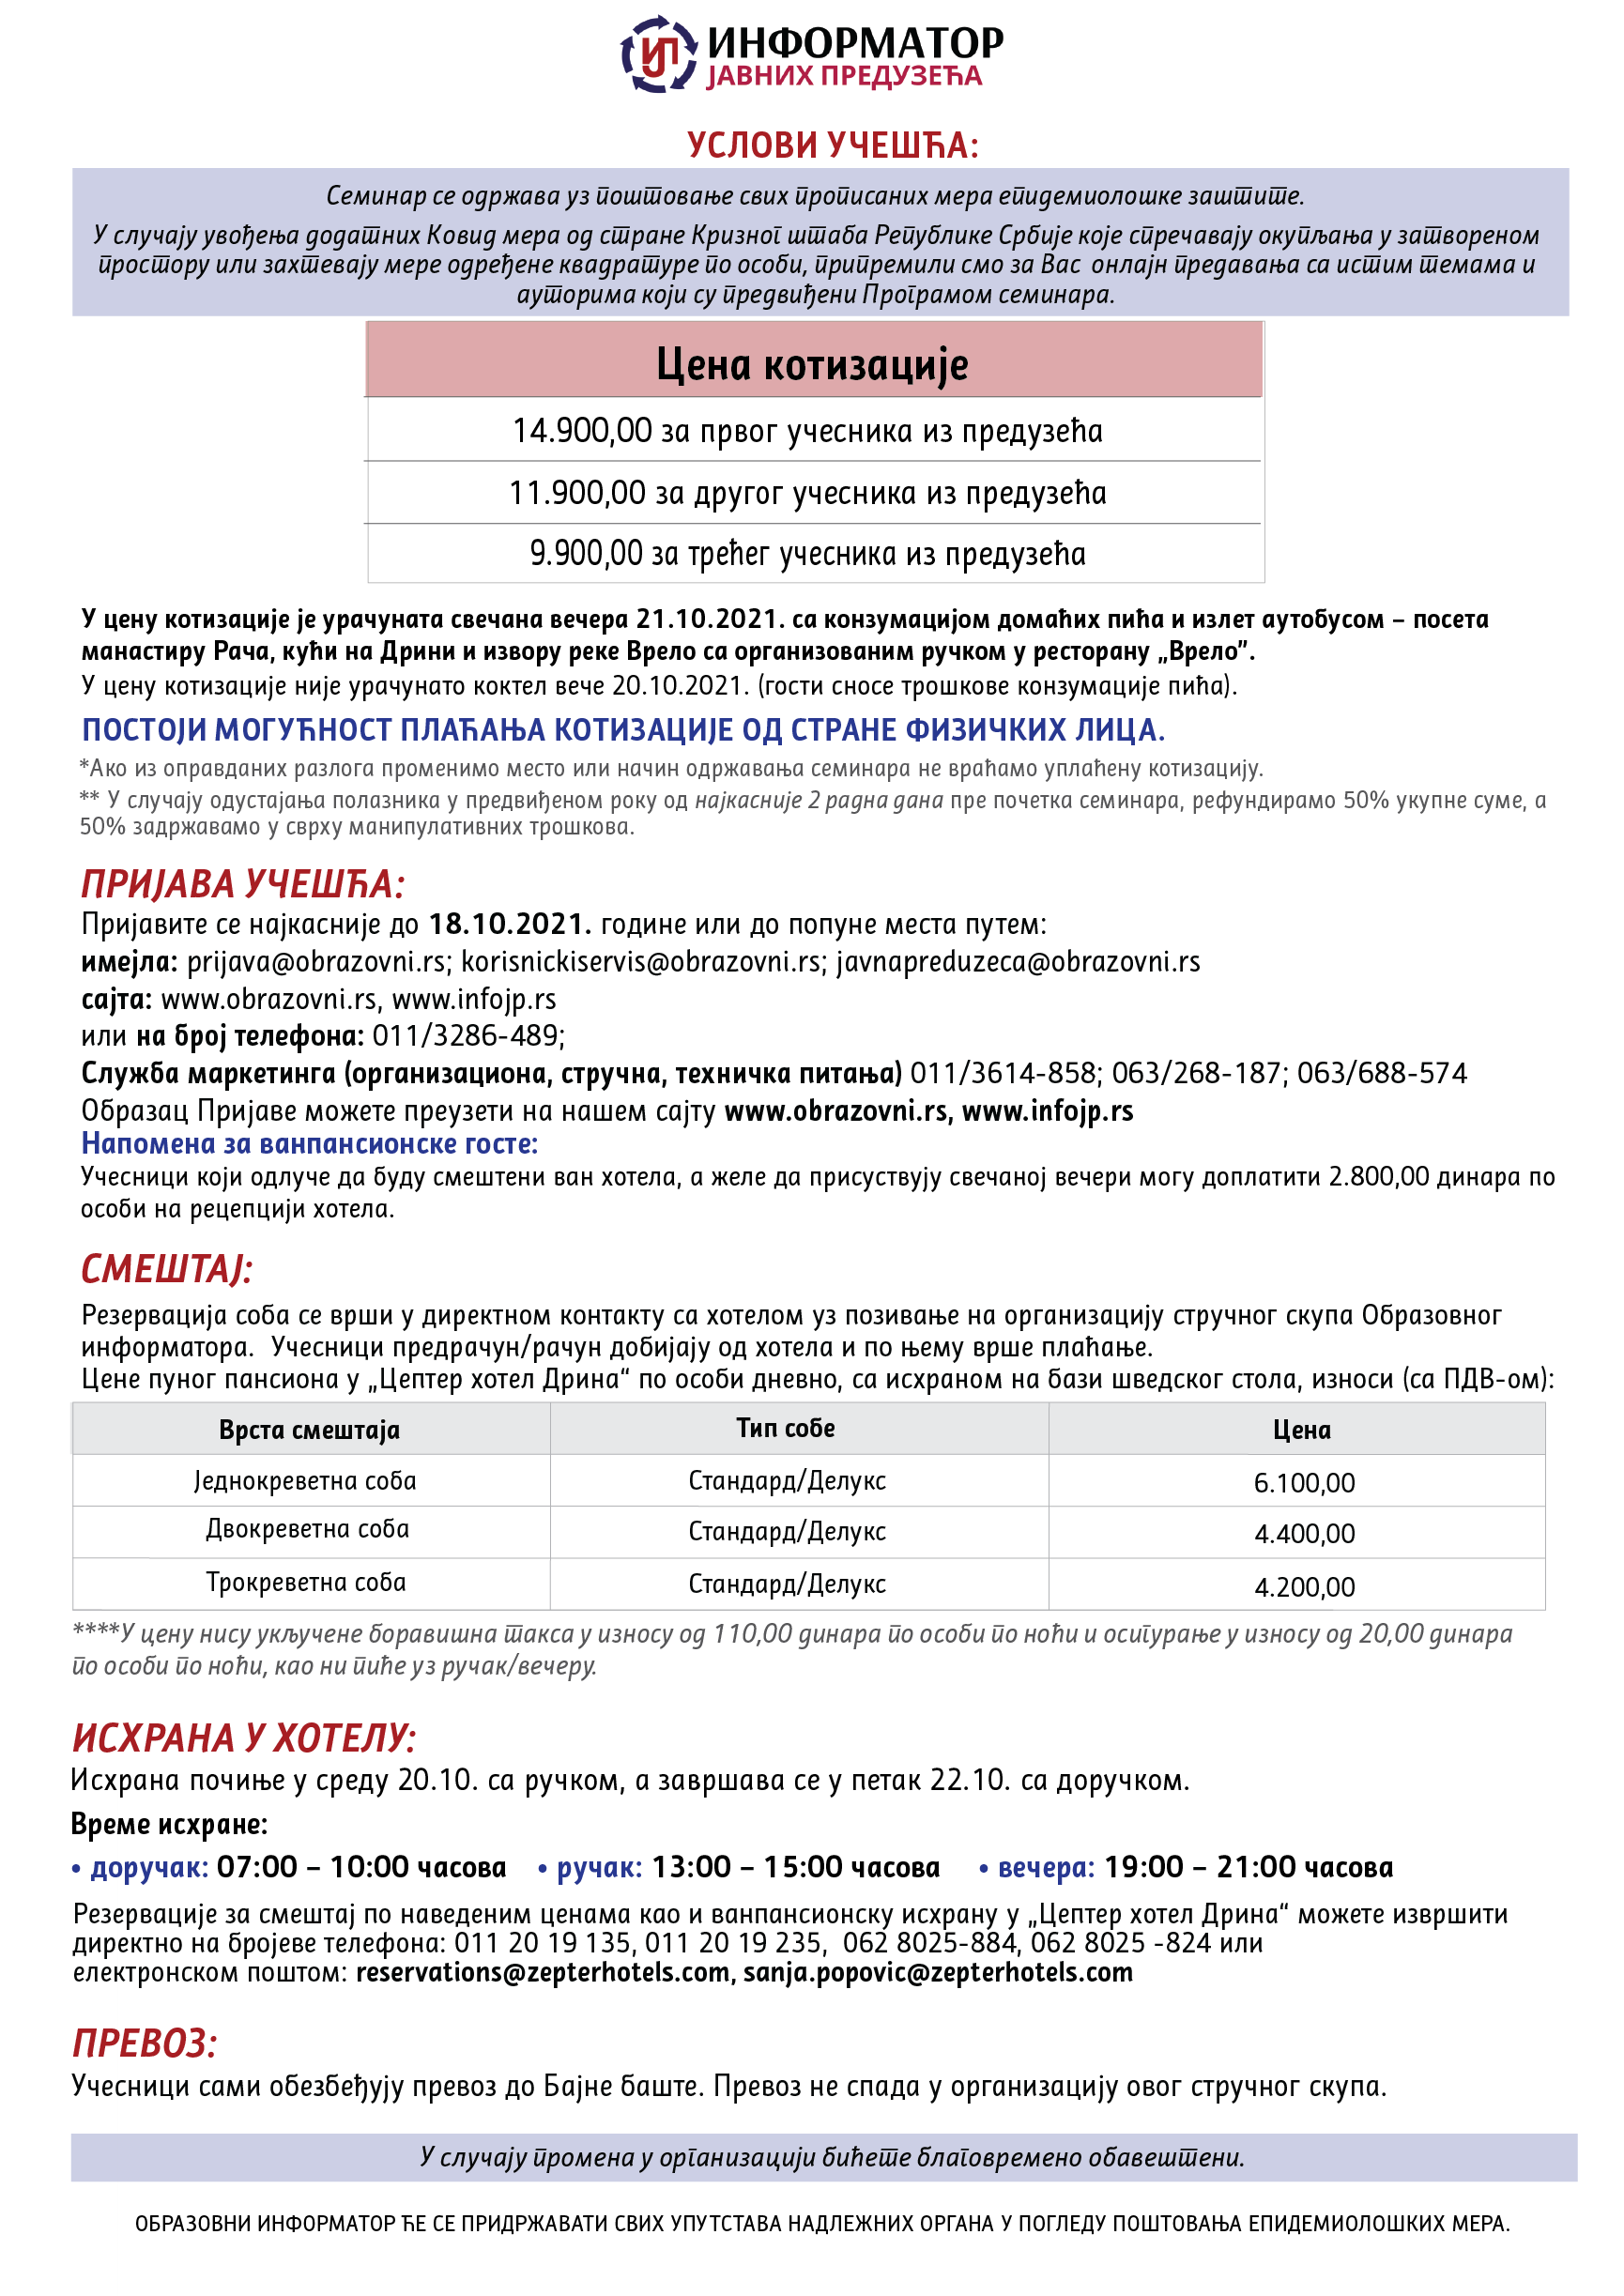 ИНФОРМАТОР
ЈАВНИХ ПРЕДУЗЕЋА
УСЛОВИ УЧЕШЋА:
Семинар се одржава уз поштовање свих прописаних мера епидемиолошке заштите.
У случају увођења додатних Ковид мера од стране Кризног штаба Републике Србије које спречавају окупљања у затвореном
простору или захтевају мере одређене квадратуре по особи, припремили смо за Вас онлајн предавања са истим темама и
ауторима који су предвиђени Програмом семинара.
Цена котизације
14.900,00 за првог учесника из предузећа
11.900,00 за другог учесника из предузећа
9.900,00 за трећег учесника из предузећа
У цену котизације је урачуната свечана вечера 21.10.2021. са конзумацијом домаћих пића и излет аутобусом – посета
манастиру Рача, кући на Дрини и извору реке Врело са организованим ручком у ресторану „Врело”.
У цену котизације није урачунато коктел вече 20.10.2021. (гости сносе трошкове конзумације пића).
ПОСТОЈИ МОГУЋНОСТ ПЛАЋАЊА КОТИЗАЦИЈЕ ОД СТРАНЕ ФИЗИЧКИХ ЛИЦА.
*Ако из оправданих разлога променимо место или начин одржавања семинара не враћамо уплаћену котизацију.
** У случају одустајања полазника у предвиђеном року од најкасније 2 радна дана пре почетка семинара, рефундирамо 50% укупне суме, а
50% задржавамо у сврху манипулативних трошкова.
ПРИЈАВА УЧЕШЋА:
Пријавите се најкасније до 18.10.2021. године или до попуне места путем:
имејла: prijava@obrazovni.rs; korisnickiservis@obrazovni.rs; javnapreduzeca@obrazovni.rs
сајта: www.obrazovni.rs, www.infojp.rs
или на број телефона: 011/3286-489;
Служба маркетинга (организациона, стручна, техничка питања) 011/3614-858; 063/268-187; 063/688-574
Образац Пријаве можете преузети на нашем сајту www.obrazovni.rs, www.infojp.rs
Напомена за ванпансионске госте:
Учесници који одлуче да буду смештени ван хотела, а желе да присуствују свечаној вечери могу доплатити 2.800,00 динара по
особи на рецепцији хотела.
СМЕШТАЈ:
Резервација соба се врши у директном контакту са хотелом уз позивање на организацију стручног скупа Образовног
информатора. Учесници предрачун/рачун добијају од хотела и по њему врше плаћање.
Цене пуног пансиона у „Цептер хотел Дрина“ по особи дневно, са исхраном на бази шведског стола, износи (са ПДВ-ом):
Врста смештаја Тип собе Цена
Једнокреветна соба Стандард/Делукс 6.100,00
Двокреветна соба Стандард/Делукс 4.400,00
Трокреветна соба Стандард/Делукс 4.200,00
****У цену нису укључене боравишна такса у износу од 110,00 динара по особи по ноћи и осигурање у износу од 20,00 динара
по особи по ноћи, као ни пиће уз ручак/вечеру.
ИСХРАНА У ХОТЕЛУ:
Исхрана почиње у среду 20.10. са ручком, а завршава се у петак 22.10. са доручком.
Време исхране:
• доручак: 07:00 – 10:00 часова • ручак: 13:00 – 15:00 часова • вечера: 19:00 – 21:00 часова
Резервације за смештај по наведеним ценама као и ванпансионску исхрану у „Цептер хотел Дрина“ можете извршити
директно на бројеве телефона: 011 20 19 135, 011 20 19 235, 062 8025-884, 062 8025 -824 или
електронском поштом: reservations@zepterhotels.com, sanja.popovic@zepterhotels.com
ПРЕВОЗ:
Учесници сами обезбеђују превоз до Бајне баште. Превоз не спада у организацију овог стручног скупа.
У случају промена у организацији бићете благовремено обавештени.
ОБРАЗОВНИ ИНФОРМАТОР ЋЕ СЕ ПРИДРЖАВАТИ СВИХ УПУТСТАВА НАДЛЕЖНИХ ОРГАНА У ПОГЛЕДУ ПОШТОВАЊА ЕПИДЕМИОЛОШКИХ МЕРА.